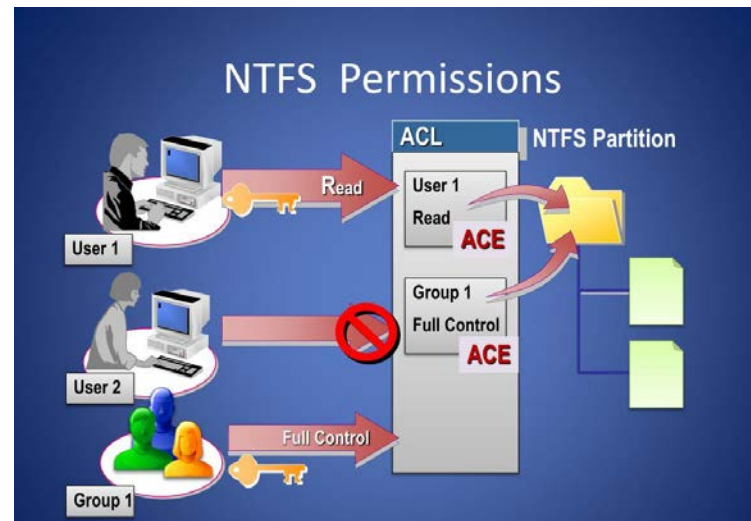 NTFS Permissions
ACL
NTFS Partition
Read
User 1
Read
ACE
User 1
Group 1
Full Control
ACE
User 2
Full Control
Group 1